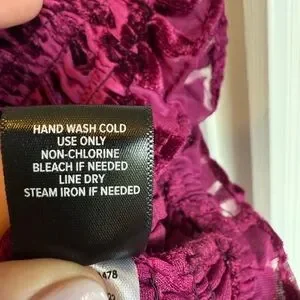 HAND WASH COLD
USE ONLY
NON-CHLORINE
BLEACH IF NEEDED
LINE DRY
STEAM IRON IF NEEDED